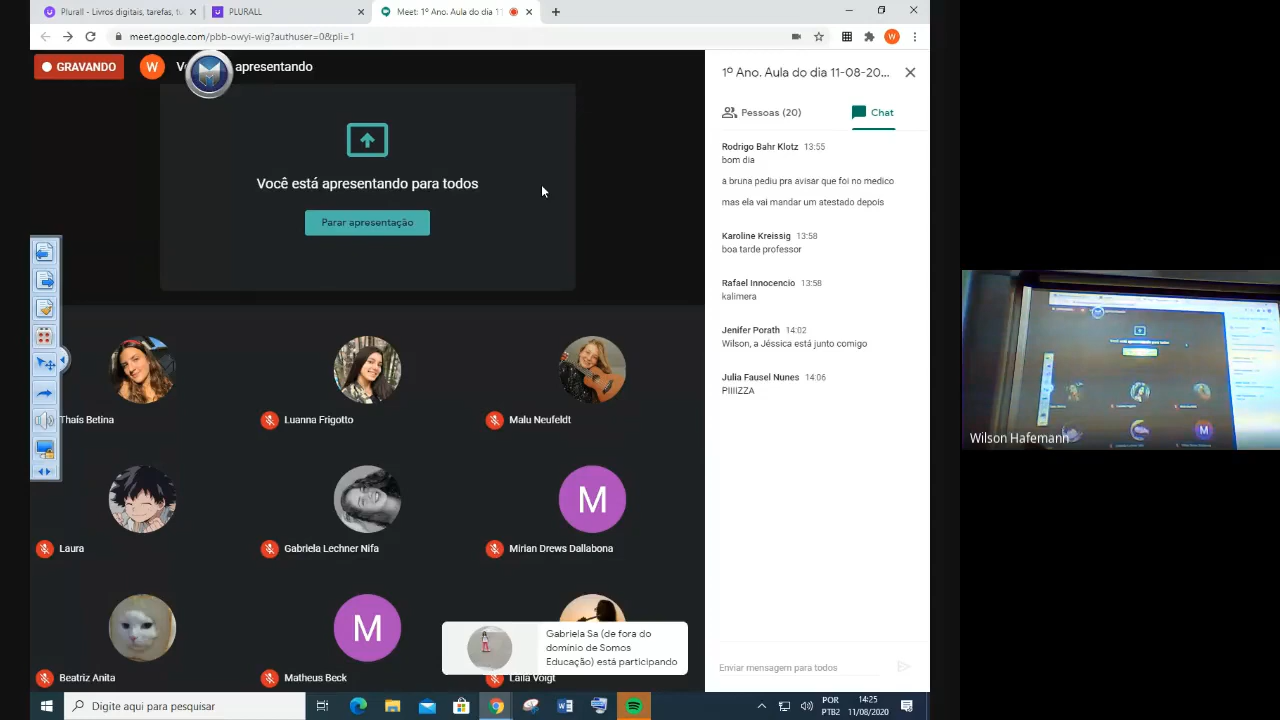 Plurall - Livros digitais, tarefas, tu
PLURALL
Meet: 1º Ano. Aula do dia 11-
meet.google.com/pbb-owyi-wig?authuser=0&pli=1
W
GRAVANDO
W
apresentando
Você está apresentando para todos
Parar apresentação
1º Ano. Aula do dia 11-08-20...
Pessoas (20)
Chat
Rodrigo Bahr Klotz 13:55
bom dia
a bruna pediu pra avisar que foi no medico
mas ela vai mandar um atestado depois
Karoline Kreissig 13:58
boa tarde professor
Rafael Innocencio 13:58
kalimera
Jenifer Porath 14:02
Wilson, a Jéssica está junto comigo
Julia Fausel Nunes 14:06
PIIIIZZA
Thaís Betina
Luanna Frigotto
Malu Neufeldt
Laura
Gabriela Lechner Nifa
M
Mirian Drews Dallabona
Beatriz Anita
M
Matheus Beck
Laila Voigt
Gabriela Sa (de fora do
domínio de Somos
Educação) está participando
Enviar mensagem para todos
Digite aqui para pesquisar
POR
PTB2
14:25
11/08/2020
Wilson Hafemann
M